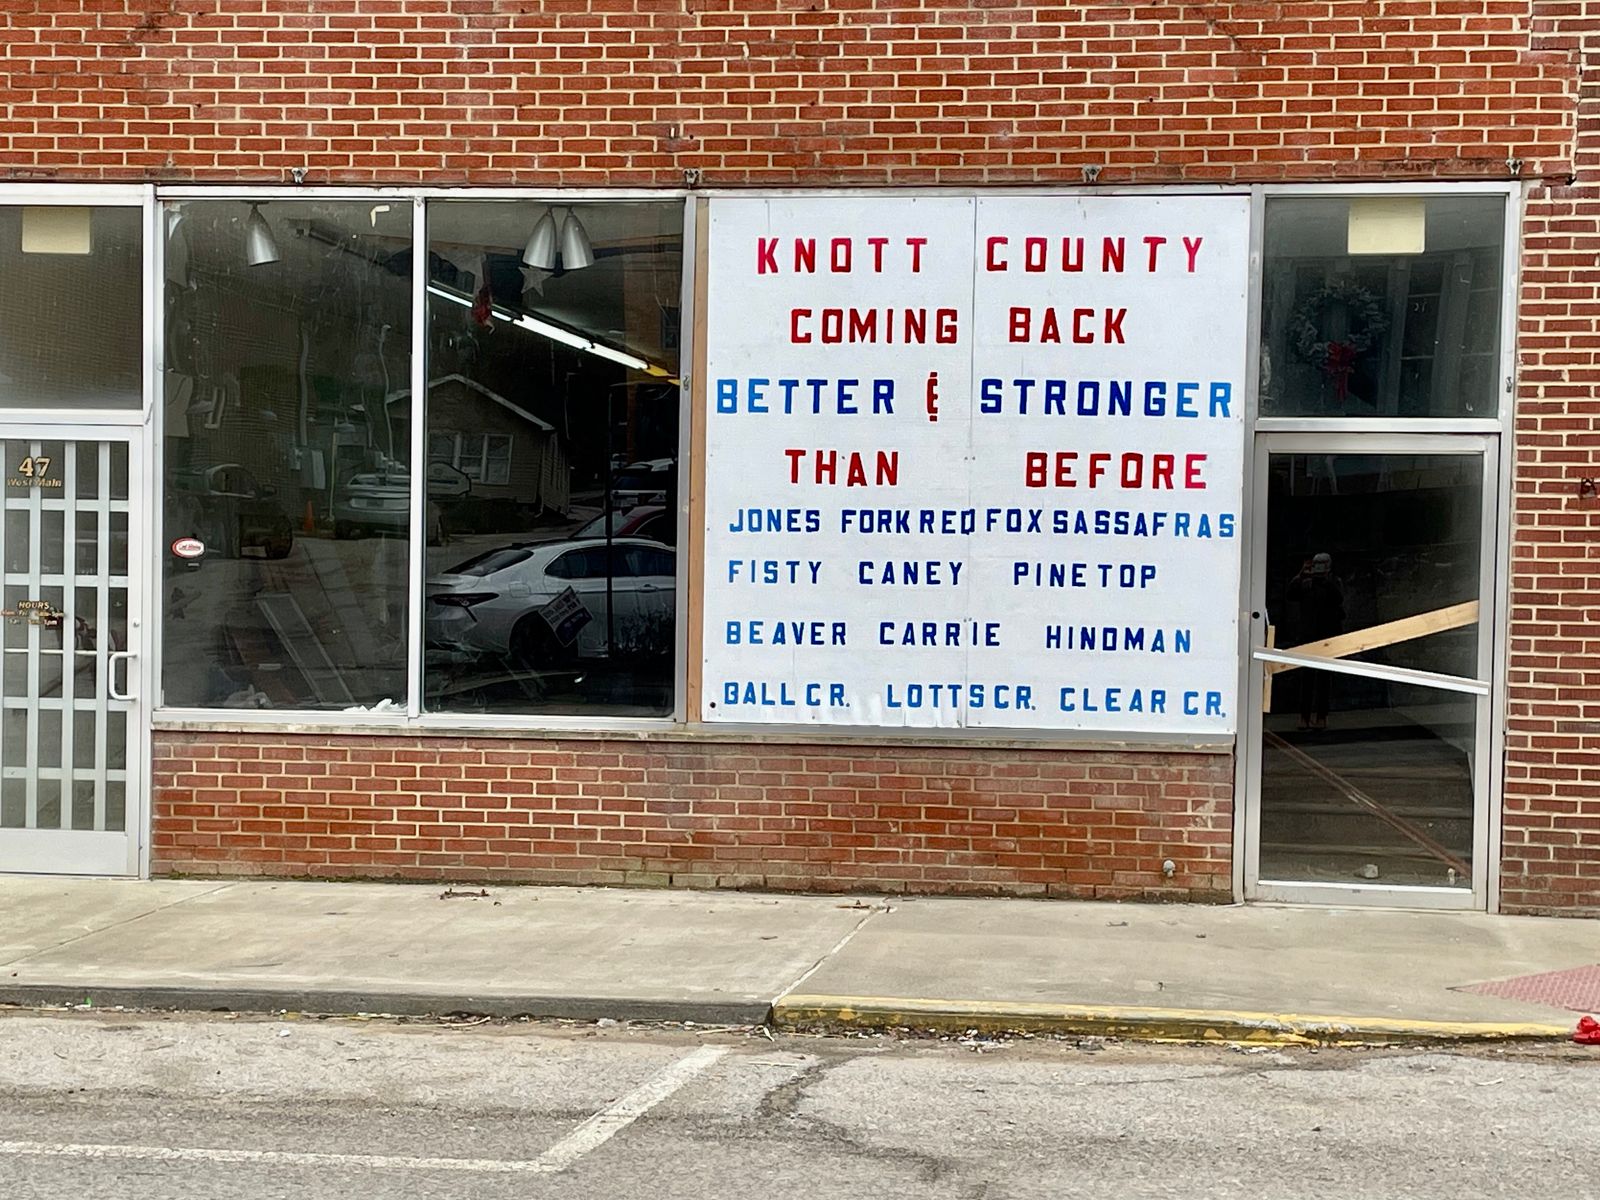 KNOTT COUNTY
COMING BACK
BETTER & STRONGER
THAN BEFORE
JONES FORK RED FOX SASSAFRAS
FISTY CANEY PINETOP
BEAVER CARRIE HINDMAN
BALL CR. LOTTS CR. CLEAR CR.
47
West Main
HOURS